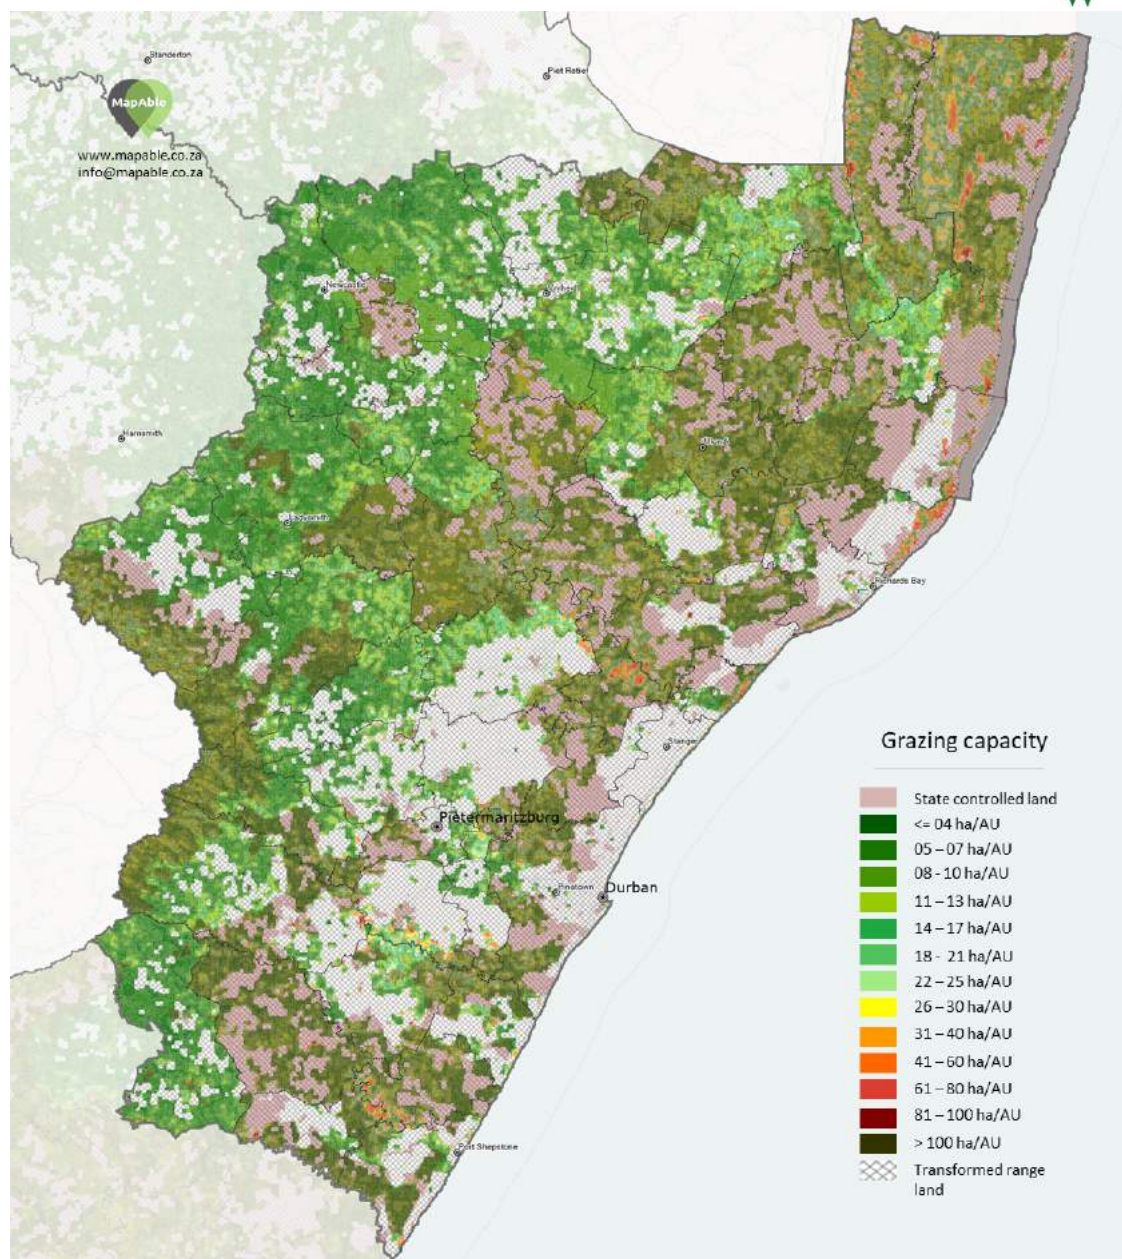 Standerton
Piet Retief
MapAble
www.mapable.co.za
info@mapable.co.za
Newcastle
Vryheid
Harrismith
Ulundi
Ladysmith
Richards Bay
Stanger
Grazing capacity
State controlled land
<= 04 ha/AU
Pietermaritzburg
05 – 07 ha/AU
08 - 10 ha/AU
Pinetown
Durban
11 – 13 ha/AU
14 – 17 ha/AU
18 - 21 ha/AU
22 – 25 ha/AU
26 – 30 ha/AU
31 – 40 ha/AU
41 – 60 ha/AU
61 – 80 ha/AU
81 – 100 ha/AU
> 100 ha/AU
Port Shepstone
Transformed range
land